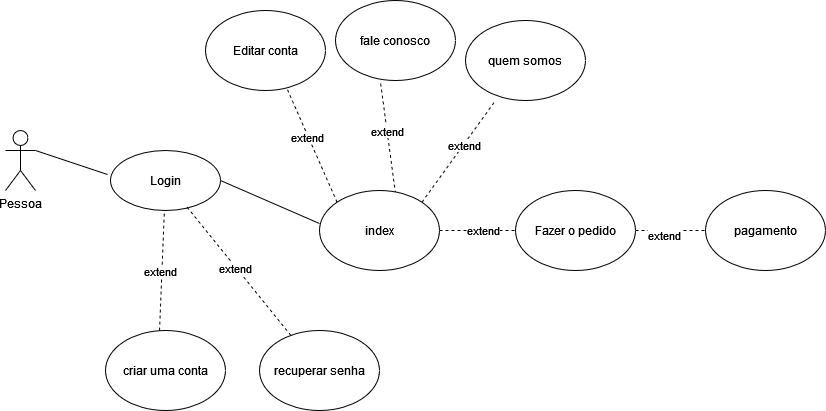 Editar conta
fale conosco
quem somos
extend
extend
extend
Pessoa
Login
index
extend
Fazer o pedido
extend
pagamento
extend
extend
criar uma conta
recuperar senha